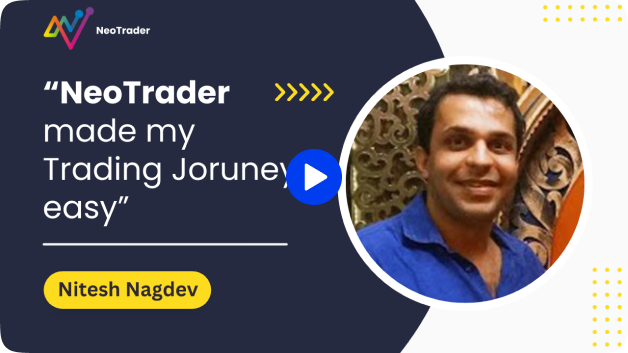 NeoTrader
“NeoTrader
made my
Trading Joruney
easy”
Nitesh Nagdev